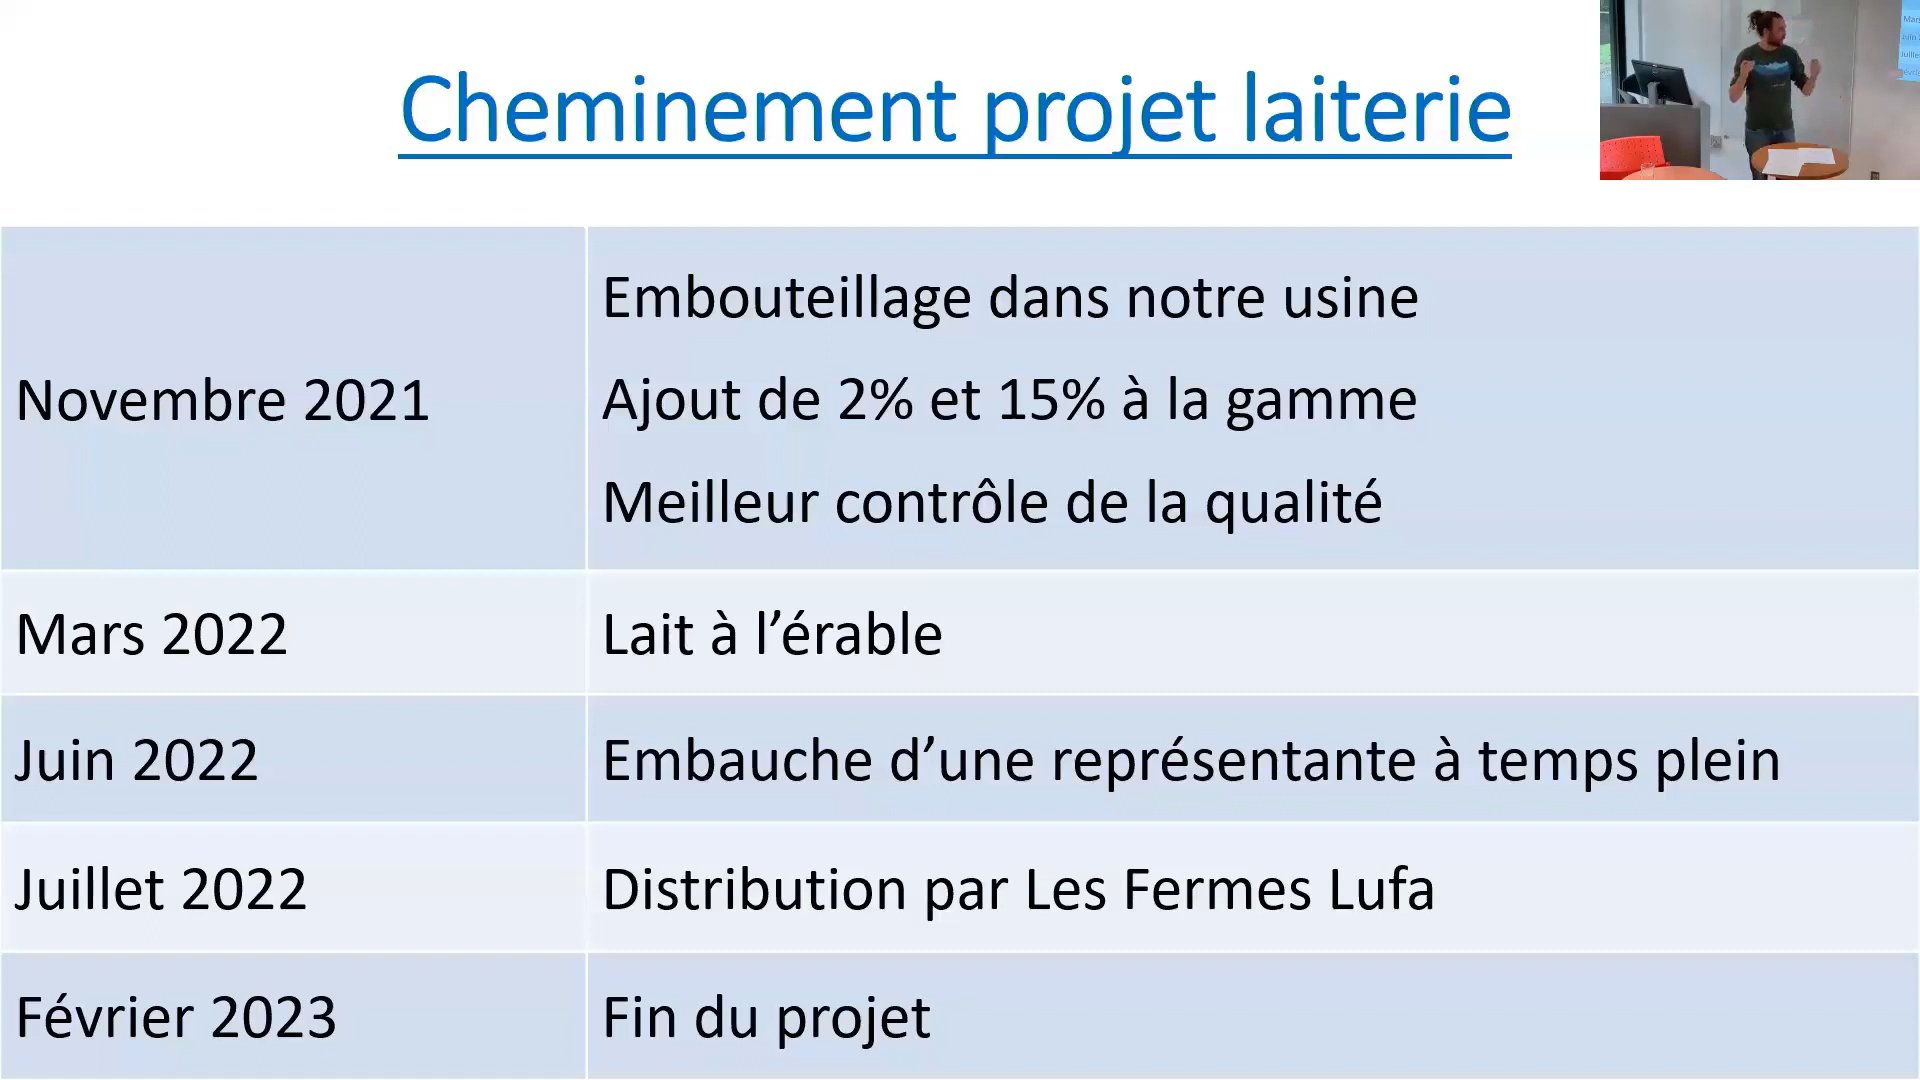 Cheminement projet laiterie
Novembre 2021
Embouteillage dans notre usine
Ajout de 2% et 15% à la gamme
Meilleur contrôle de la qualité
Mars 2022
Lait à l’érable
Juin 2022
Embauche d’une représentante à temps plein
Juillet 2022
Distribution par Les Fermes Lufa
Février 2023
Fin du projet